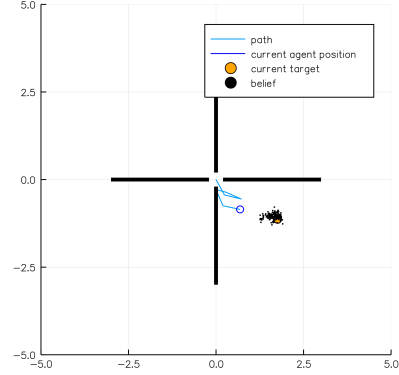 5.0
path
current agent position
current target
belief
2.5
0.0
−2.5
−5.0
−5.0 −2.5 0.0 2.5 5.0